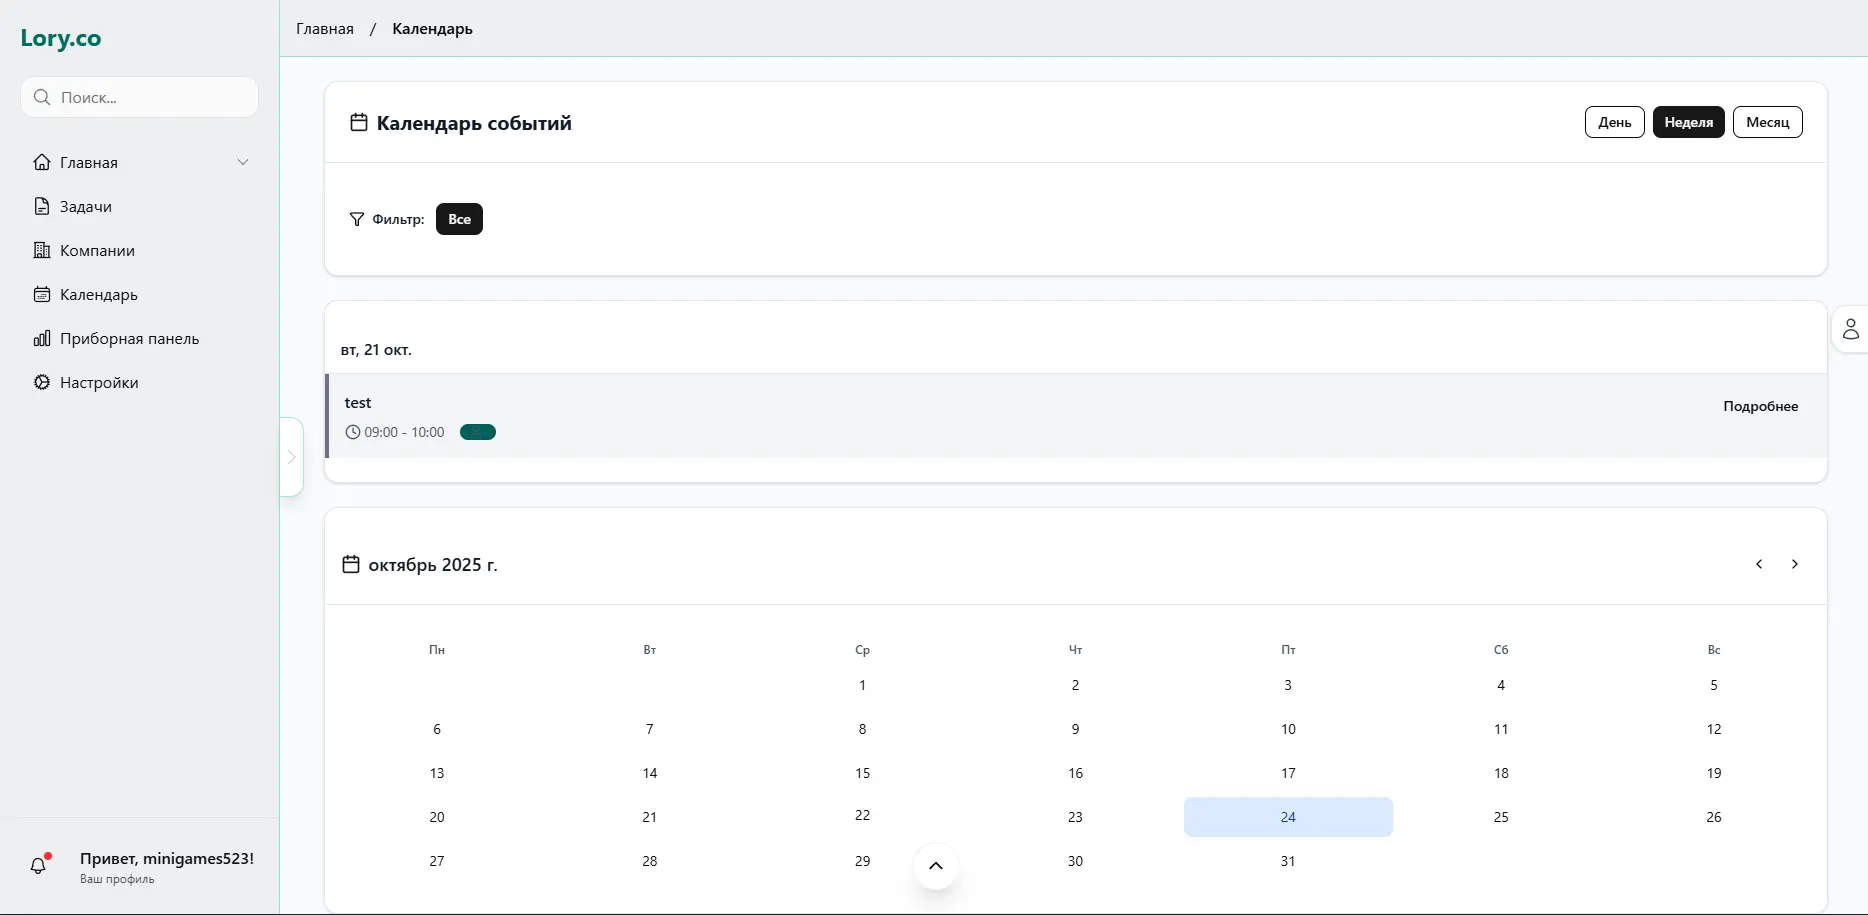 Lory.co
Поиск...
Главная
Задачи
Компании
Календарь
Приборная панель
Настройки
Привет, minigames523!
Ваш профиль
Главная / Календарь
Календарь событий
День Неделя Месяц
Фильтр: Все
вт, 21 окт.
test
Подробнее
09:00 - 10:00
октябрь 2025 г.
Пн Вт Ср Чт Пт Сб Вс
1 2 3 4 5
6 7 8 9 10 11 12
13 14 15 16 17 18 19
20 21 22 23 24 25 26
27 28 29 30 31